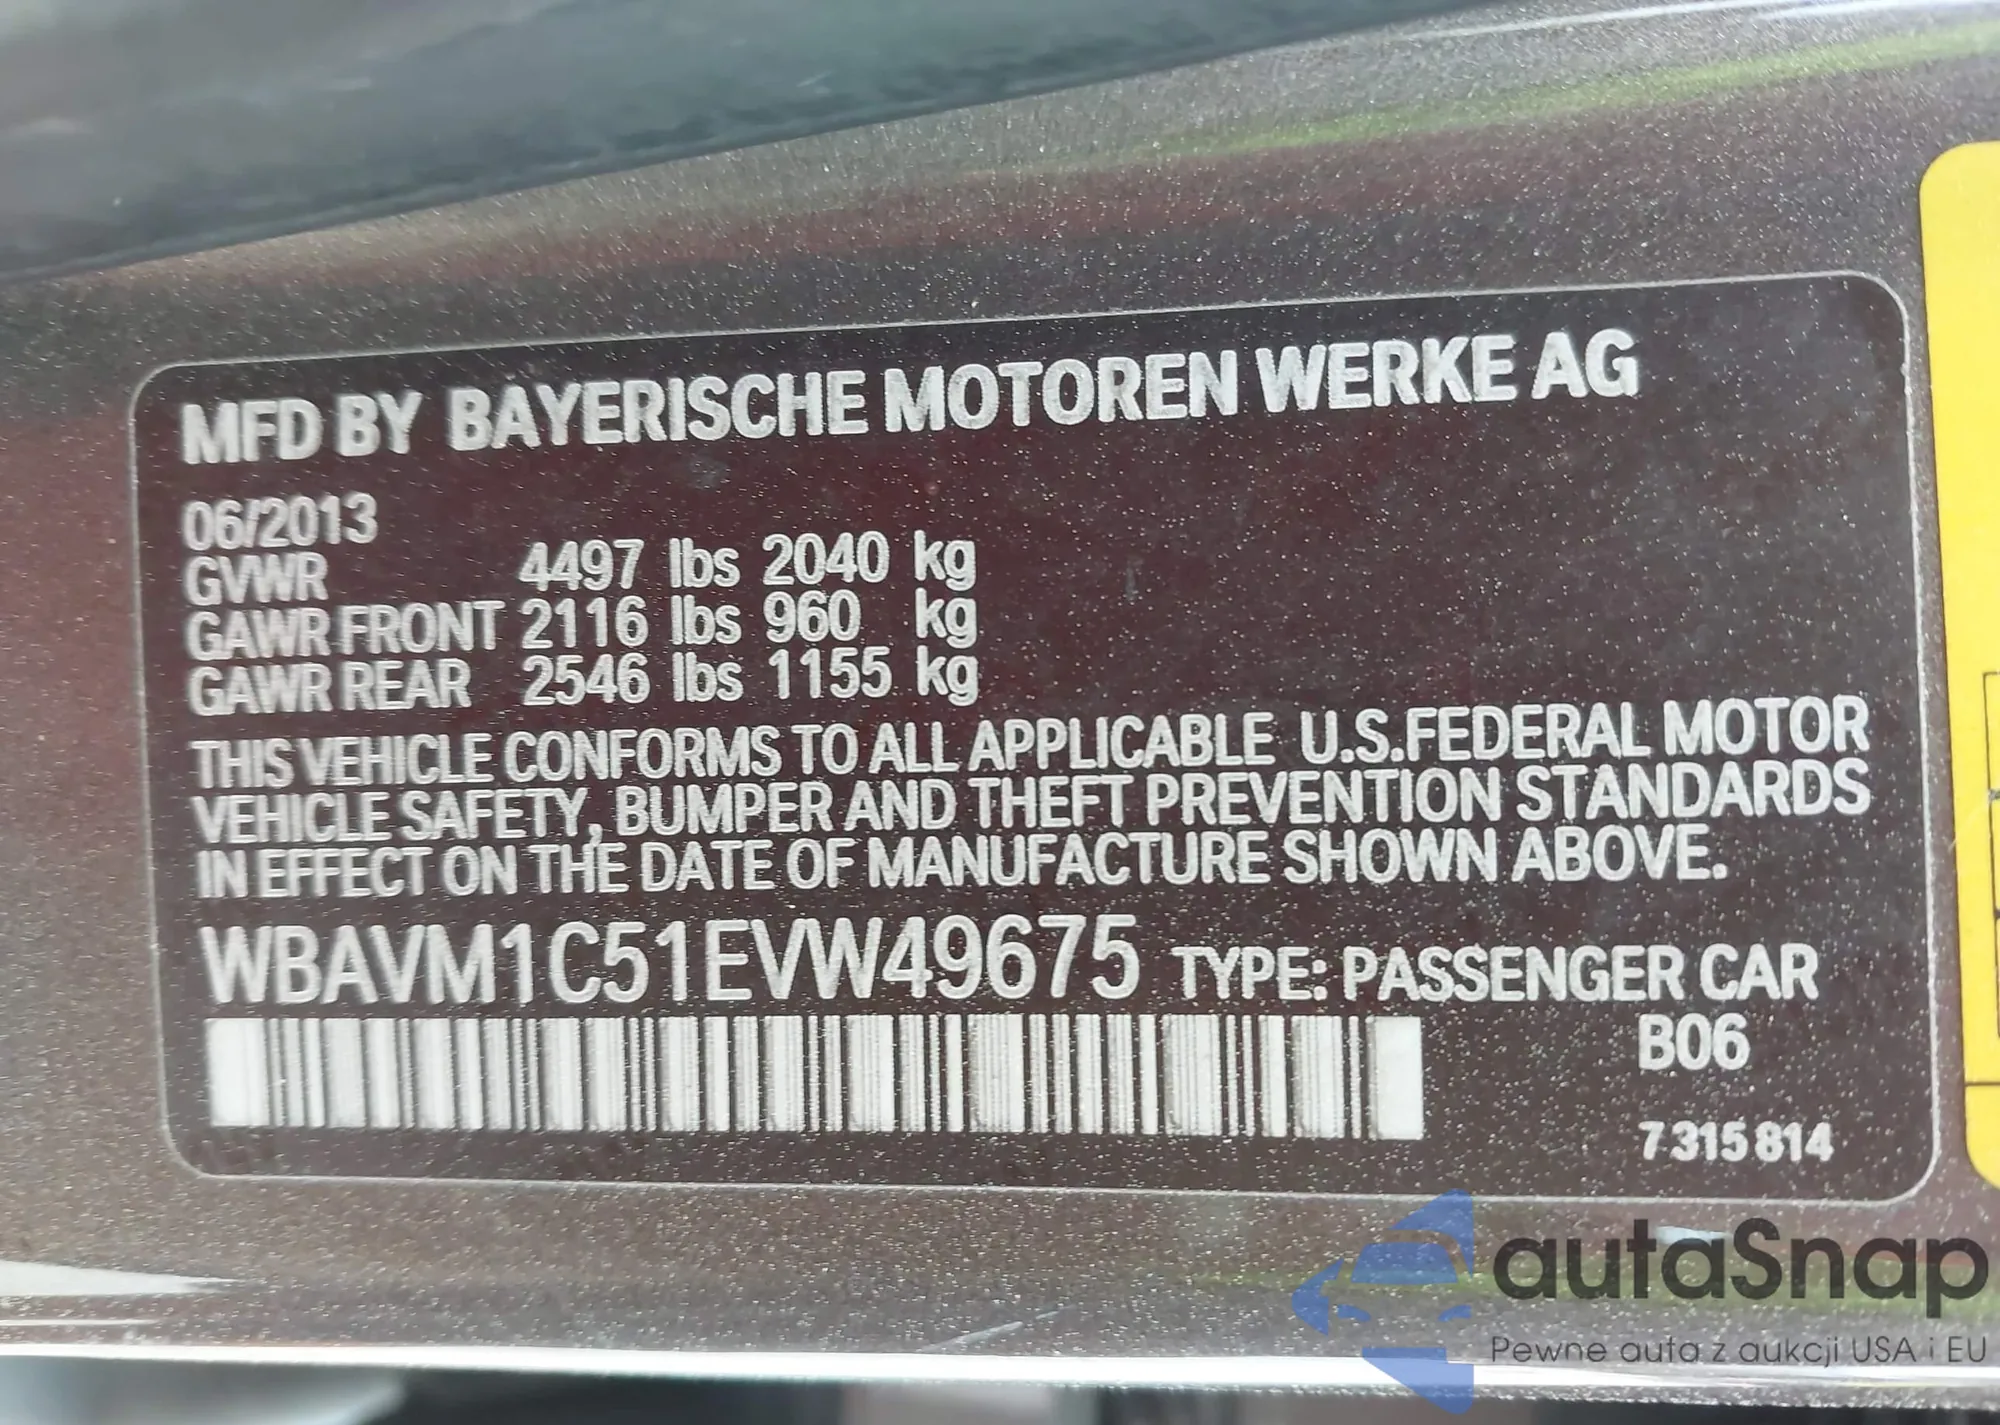 MFD BY BAYERISCHE MOTOREN WERKE AG
06/2013
GVWR 4497 lbs 2040 kg
GAWR FRONT 2116 lbs 960 kg
GAWR REAR 2546 lbs 1155 kg
THIS VEHICLE CONFORMS TO ALL APPLICABLE U.S.FEDERAL MOTOR
VEHICLE SAFETY, BUMPER AND THEFT PREVENTION STANDARDS
IN EFFECT ON THE DATE OF MANUFACTURE SHOWN ABOVE.
WBAVM1C51EVW49675 TYPE: PASSENGER CAR
B06
7 315 814
autaSnap
Pewne auta z aukcji USA i EU